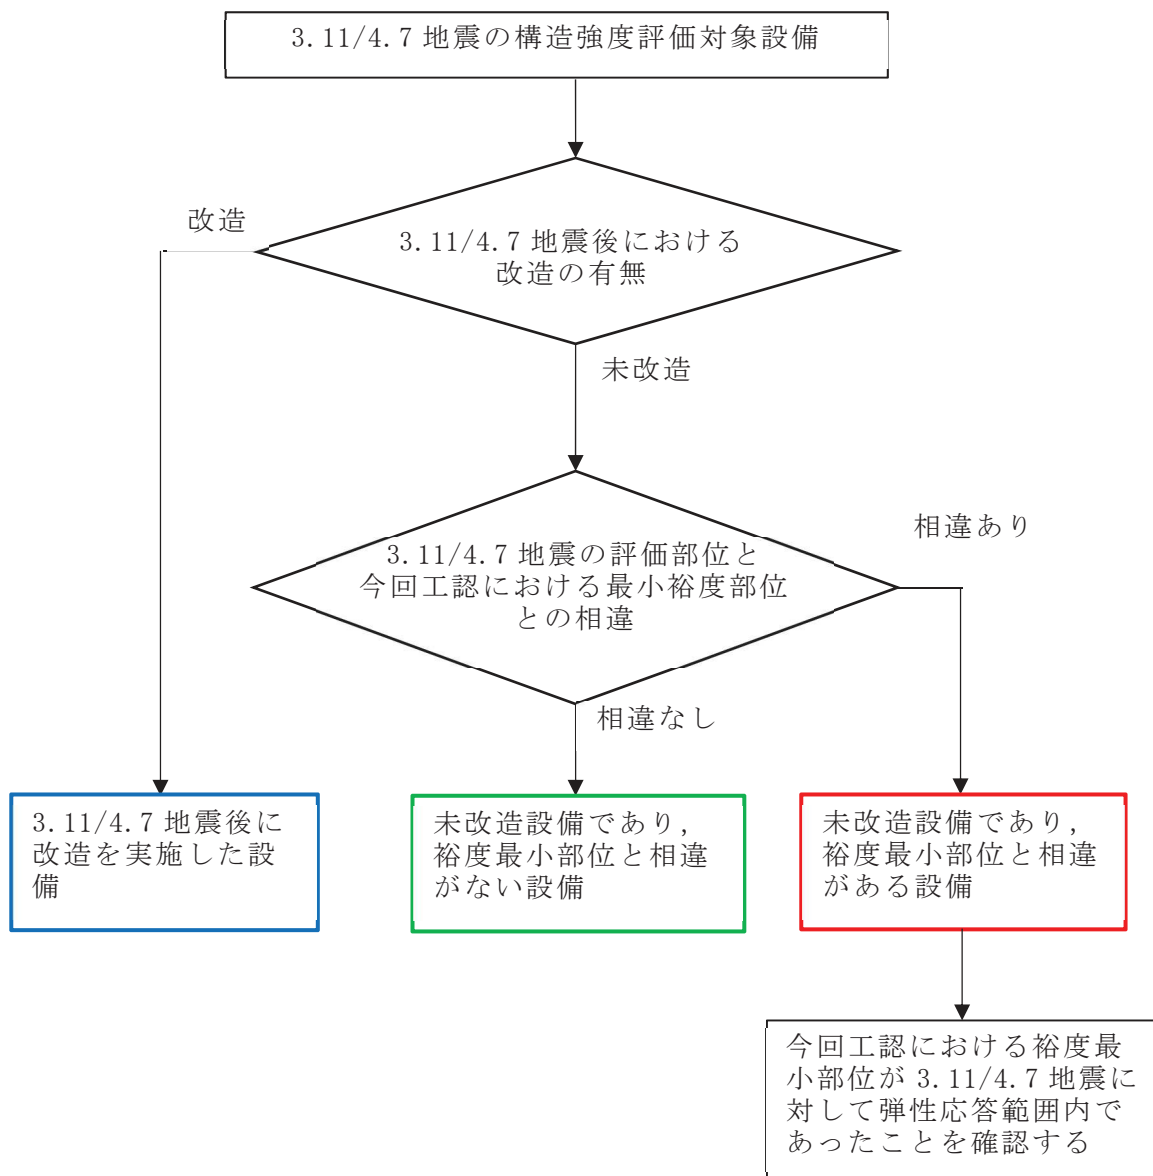 3.11/4.7 地震の構造強度評価対象設備
改造
3.11/4.7 地震後における
改造の有無
未改造
相違あり
3.11/4.7 地震の評価部位と
今回工認における最小裕度部位
との相違
相違なし
3.11/4.7 地震後に
改造を実施した設
備
未改造設備であり,
裕度最小部位と相違
がない設備
未改造設備であり,
裕度最小部位と相違
がある設備
今回工認における裕度最
小部位が 3.11/4.7 地震に
対して弾性応答範囲内で
あったことを確認する